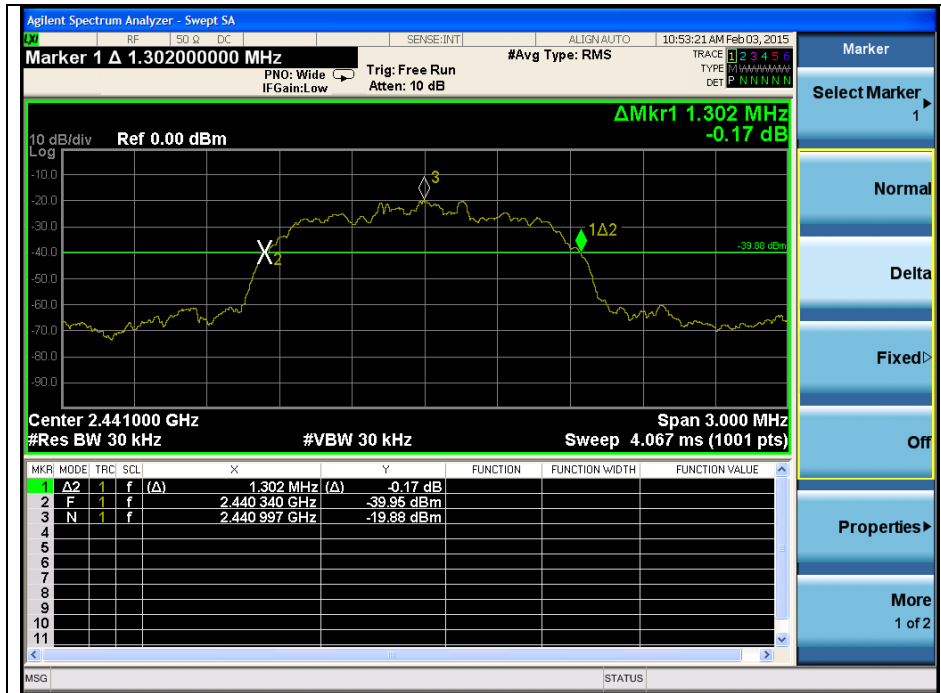 Agilent Spectrum Analyzer - Swept SA
LXI RF 50 Ω DC SENSE:INT ALIGN AUTO 10:53:21 AM Feb 03, 2015
Marker 1 Δ 1.302000000 MHz
PNO: Wide
IFGain:Low
Trig: Free Run
Atten: 10 dB
#Avg Type: RMS
TRACE 1 2 3 4 5 6
TYPE M WWWWW
DET P N N N N N
ΔMkr1 1.302 MHz
-0.17 dB
10 dB/div Ref 0.00 dBm
Log
-10.0
-20.0
-30.0
-40.0
-50.0
-60.0
-70.0
-80.0
-90.0
3
1Δ2
2
-39.88 dBm
Center 2.441000 GHz Span 3.000 MHz
#Res BW 30 kHz #VBW 30 kHz Sweep 4.067 ms (1001 pts)
MKR MODE TRC SCL X Y FUNCTION FUNCTION WIDTH FUNCTION VALUE
1 Δ2 1 f (Δ) 1.302 MHz (Δ) -0.17 dB
2 F 1 f 2.440 340 GHz -39.95 dBm
3 N 1 f 2.440 997 GHz -19.88 dBm
4
5
6
7
8
9
10
11
MSG STATUS
Marker
Select Marker
1
Normal
Delta
Fixed
Off
Properties
More
1 of 2